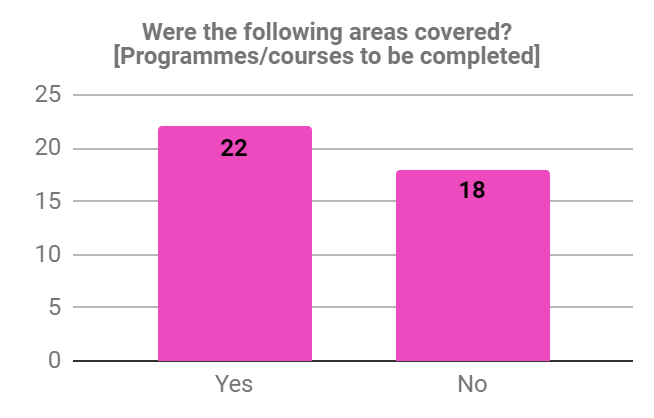 Were the following areas covered?
[Programmes/courses to be completed]
25
20
15
10
5
0
22
18
Yes
No